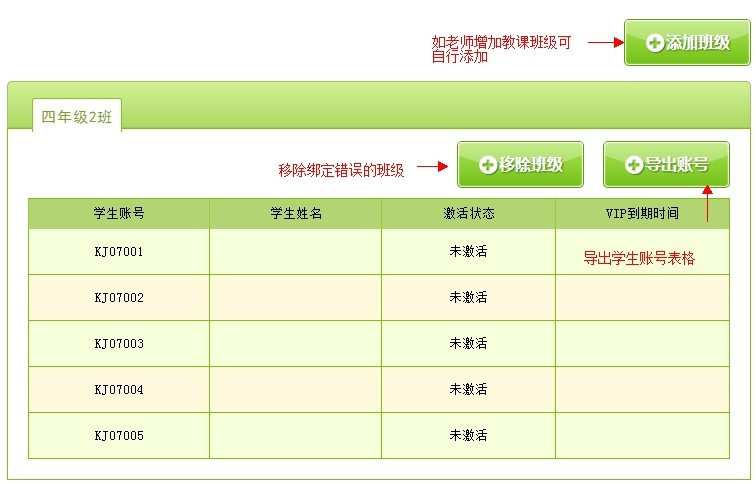 如老师增加教课班级可
自行添加
添加班级
四年级2班
移除绑定错误的班级
移除班级
导出账号
学生账号 学生姓名 激活状态 VIP到期时间
KJ07001 未激活
导出学生账号表格
KJ07002 未激活
KJ07003 未激活
KJ07004 未激活
KJ07005 未激活